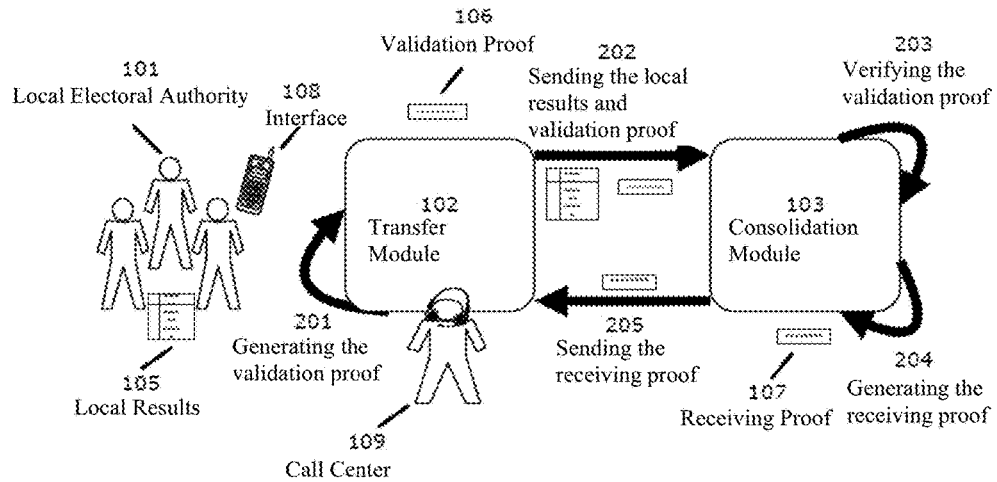 106
Validation Proof
202
Sending the local
results and
validation proof
203
Verifying the
validation proof
101
Local Electoral Authority
108
Interface
102
Transfer
Module
103
Consolidation
Module
201
Generating the
validation proof
205
Sending the
receiving proof
204
Generating the
receiving proof
105
Local Results
107
Receiving Proof
109
Call Center